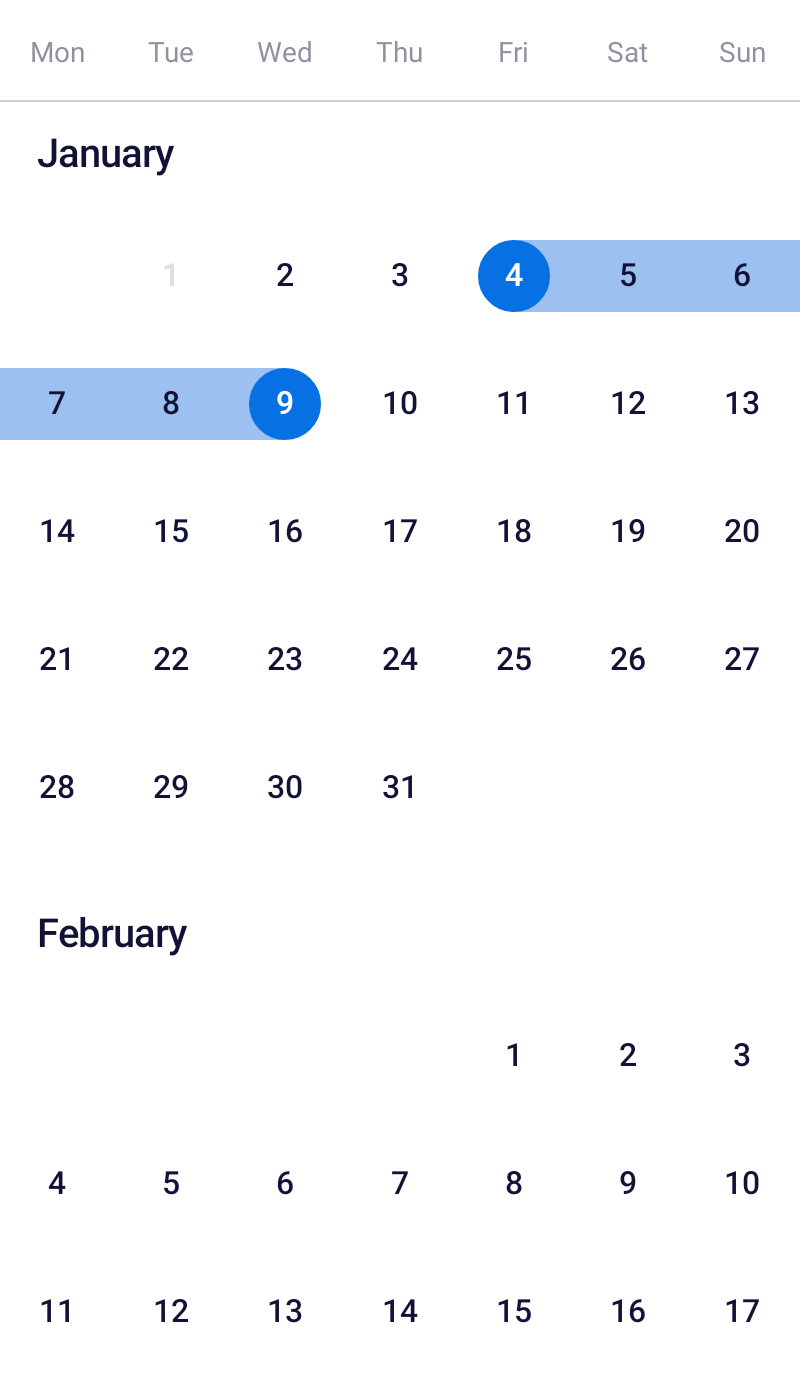 Mon Tue Wed Thu Fri Sat Sun
January
1 2 3 4 5 6
7 8 9 10 11 12 13
14 15 16 17 18 19 20
21 22 23 24 25 26 27
28 29 30 31
February
1 2 3
4 5 6 7 8 9 10
11 12 13 14 15 16 17